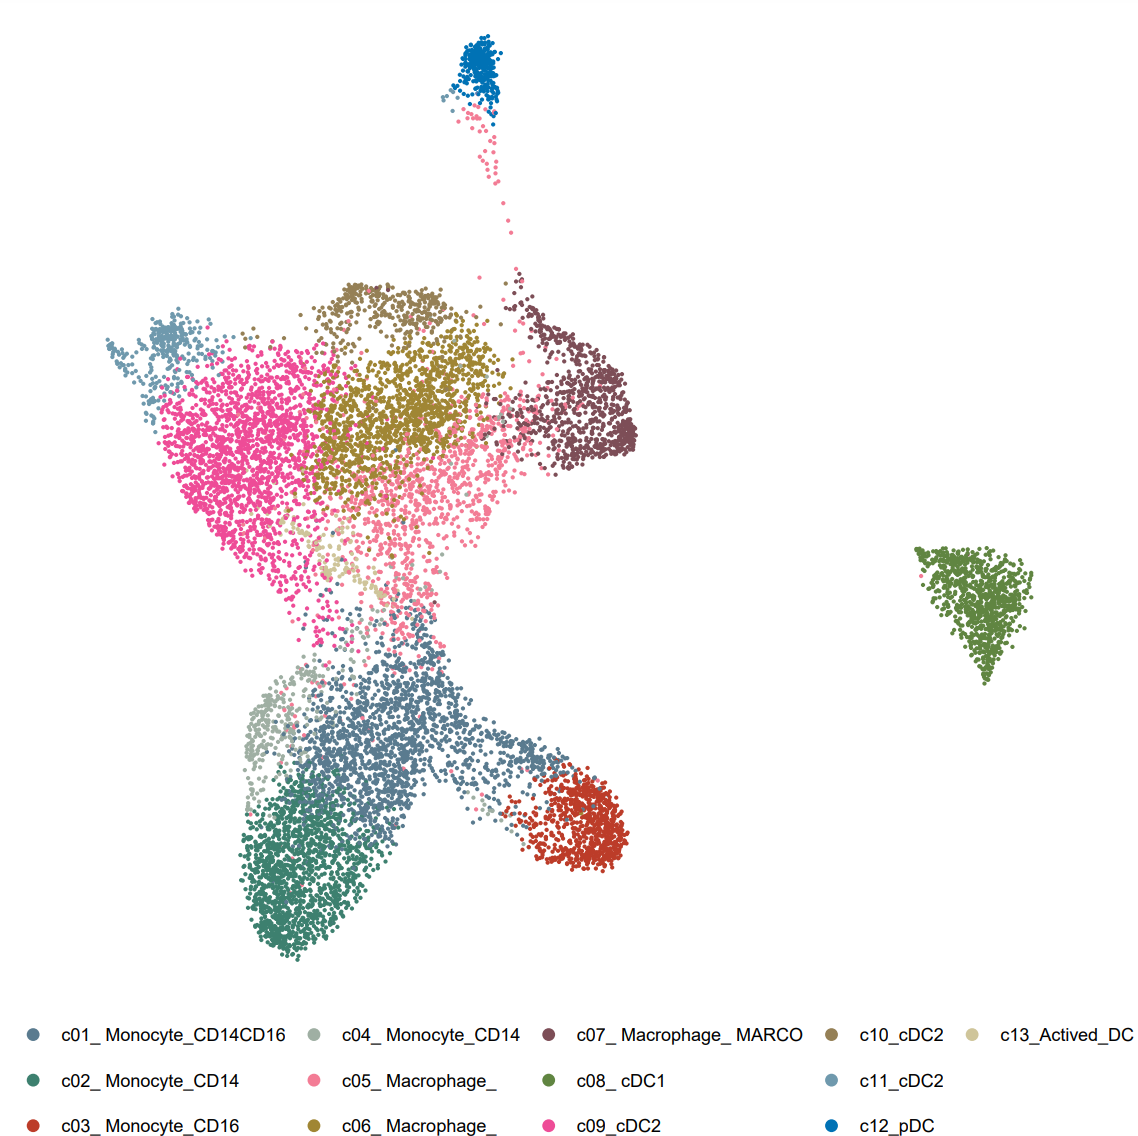 c01_ Monocyte_CD14CD16 c04_ Monocyte_CD14 c07_ Macrophage_ MARCO c10_cDC2 c13_Actived_DC
c02_ Monocyte_CD14 c05_ Macrophage_ c08_ cDC1 c11_cDC2
c03_ Monocyte_CD16 c06_ Macrophage_ c09_cDC2 c12_pDC